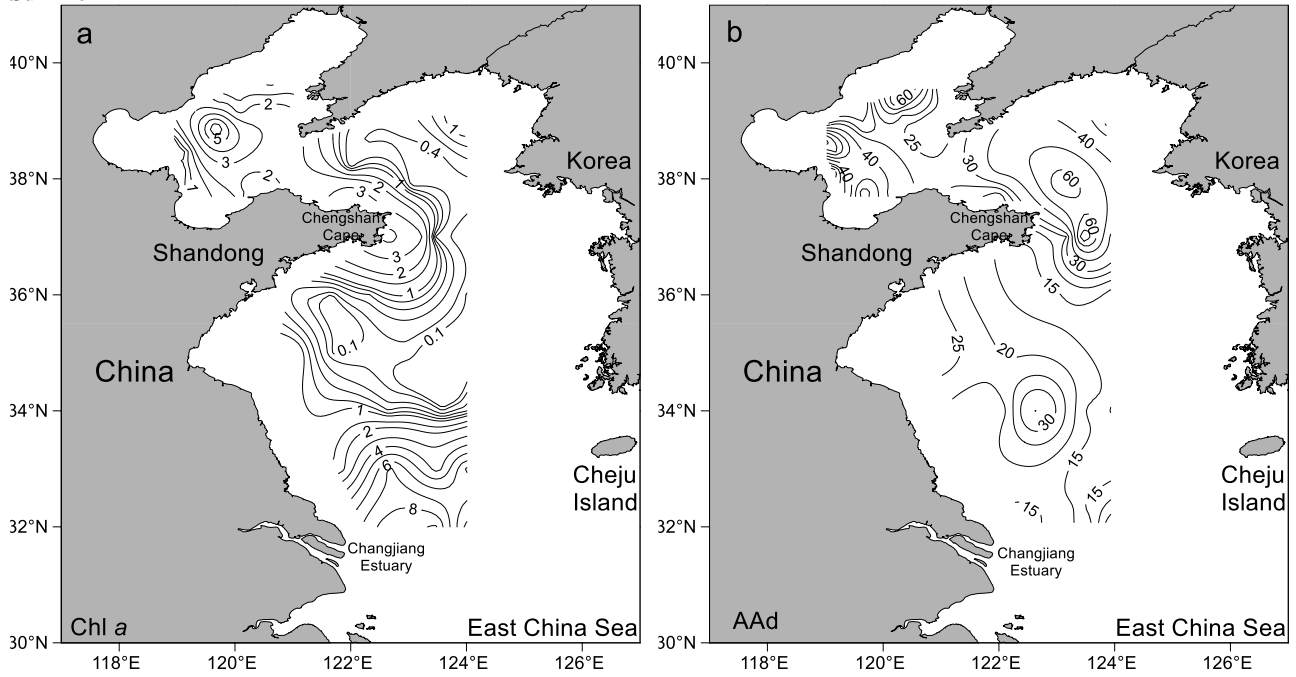 a
40°N
38°N
36°N
34°N
32°N
30°N
2
5
3
1
2
1
0.4
3
2
1
3
2
1
0.1
0.1
1
2
4
6
8
Korea
Chengshan
Cape
Shandong
China
Cheju
Island
Changjiang
Estuary
Chl a
East China Sea
118°E
120°E
122°E
124°E
126°E
b
40°N
38°N
36°N
34°N
32°N
30°N
60
25
40
40
30
40
60
60
30
15
25
20
30
15
15
15
Korea
Chengshan
Cape
Shandong
China
Cheju
Island
Changjiang
Estuary
AAd
East China Sea
118°E
120°E
122°E
124°E
126°E